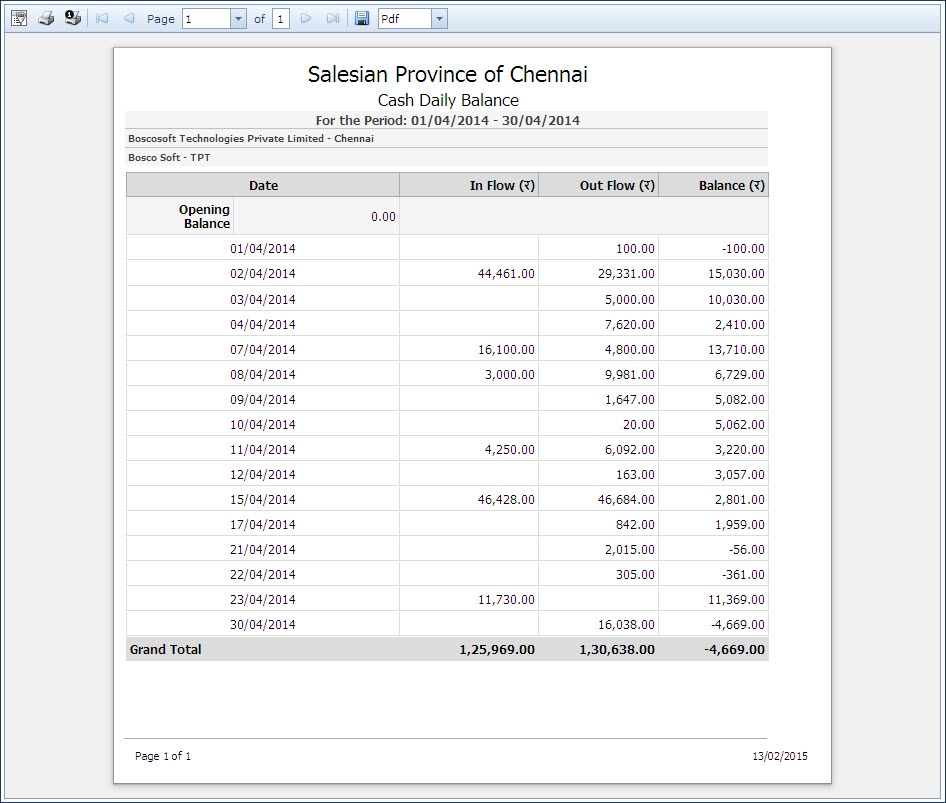 Page 1 of 1 Pdf
Salesian Province of Chennai
Cash Daily Balance
For the Period: 01/04/2014 - 30/04/2014
Boscosoft Technologies Private Limited - Chennai
Bosco Soft - TPT
Date In Flow (₹) Out Flow (₹) Balance (₹)
Opening
Balance 0.00
01/04/2014 100.00 -100.00
02/04/2014 44,461.00 29,331.00 15,030.00
03/04/2014 5,000.00 10,030.00
04/04/2014 7,620.00 2,410.00
07/04/2014 16,100.00 4,800.00 13,710.00
08/04/2014 3,000.00 9,981.00 6,729.00
09/04/2014 1,647.00 5,082.00
10/04/2014 20.00 5,062.00
11/04/2014 4,250.00 6,092.00 3,220.00
12/04/2014 163.00 3,057.00
15/04/2014 46,428.00 46,684.00 2,801.00
17/04/2014 842.00 1,959.00
21/04/2014 2,015.00 -56.00
22/04/2014 305.00 -361.00
23/04/2014 11,730.00 11,369.00
30/04/2014 16,038.00 -4,669.00
Grand Total 1,25,969.00 1,30,638.00 -4,669.00
Page 1 of 1 13/02/2015